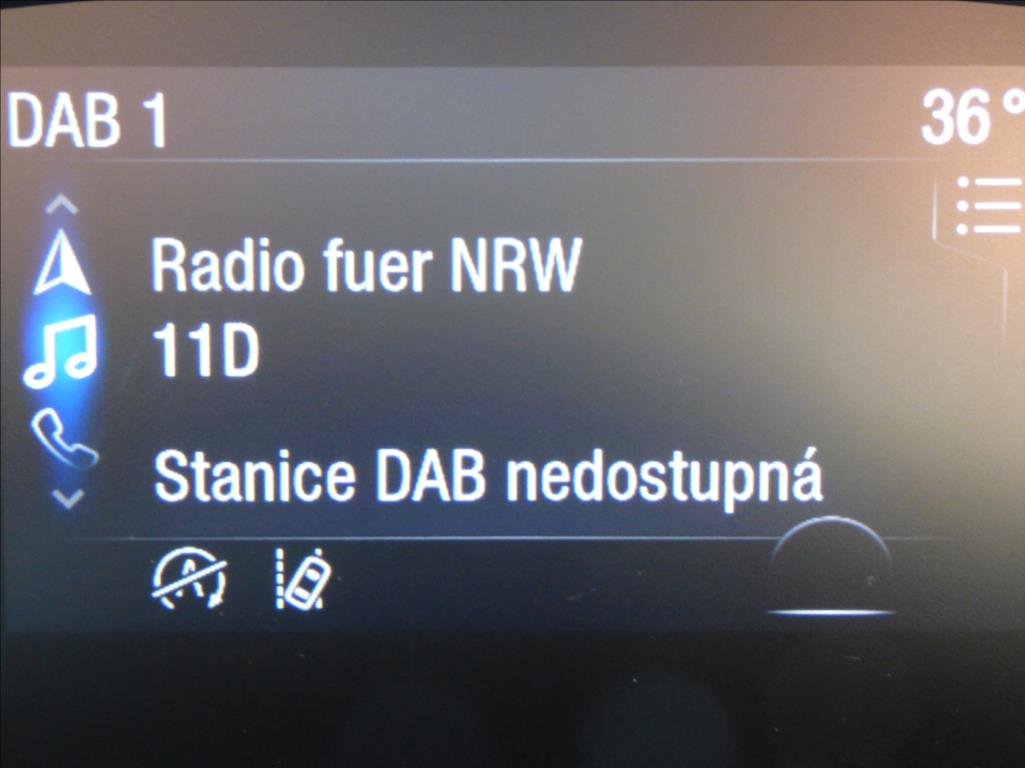 DAB 1
36°
Radio fuer NRW
11D
Stanice DAB nedostupná